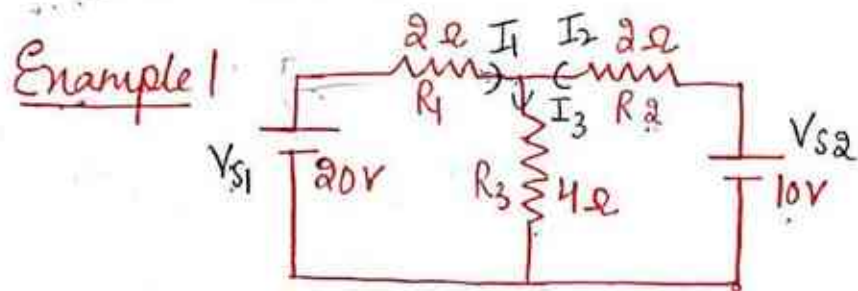 2Ω I1 I2 2Ω
Example 1
R1 I3 R2
VS1 20V R3 4Ω VS2
10V